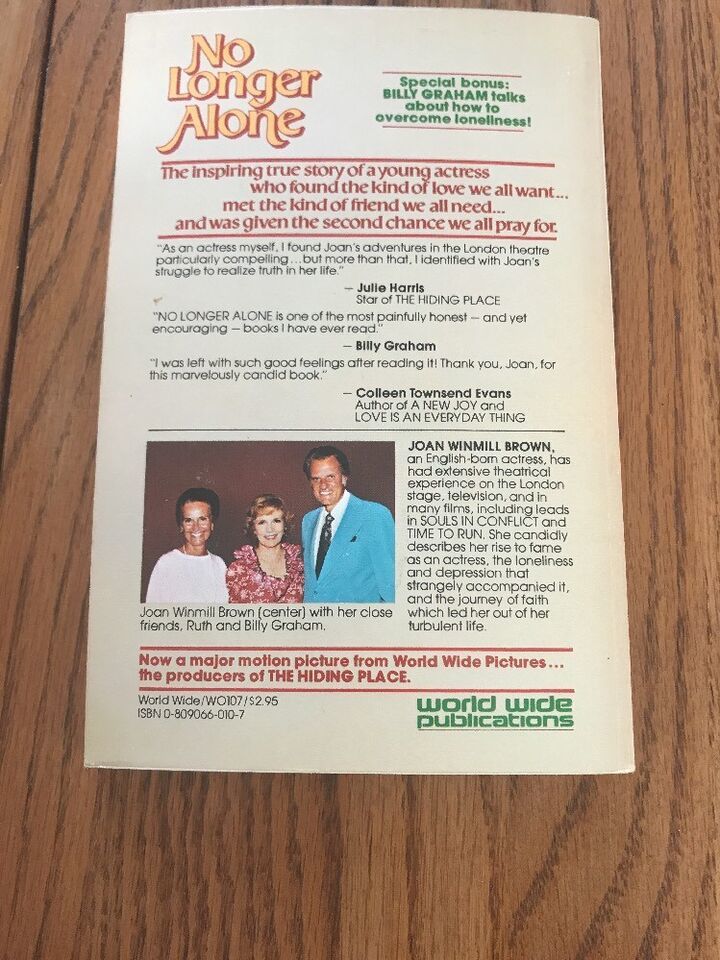 No
Longer
Alone
Special bonus:
BILLY GRAHAM talks
about how to
overcome loneliness!
The inspiring true story of a young actress
who found the kind of love we all want...
met the kind of friend we all need...
and was given the second chance we all pray for.
"As an actress myself, I found Joan's adventures in the London theatre
particularly compelling...but more than that, I identified with Joan's
struggle to realize truth in her life."
— Julie Harris
Star of THE HIDING PLACE
"NO LONGER ALONE is one of the most painfully honest — and yet
encouraging — books I have ever read."
— Billy Graham
"I was left with such good feelings after reading it! Thank you, Joan, for
this marvelously candid book."
— Colleen Townsend Evans
Author of A NEW JOY and
LOVE IS AN EVERYDAY THING
JOAN WINMILL BROWN,
an English-born actress, has
had extensive theatrical
experience on the London
stage, television, and in
many films, including leads
in SOULS IN CONFLICT and
TIME TO RUN. She candidly
describes her rise to fame
as an actress, the loneliness
and depression that
strangely accompanied it,
and the journey of faith
which led her out of her
turbulent life.
Joan Winmill Brown (center) with her close
friends, Ruth and Billy Graham.
Now a major motion picture from World Wide Pictures...
the producers of THE HIDING PLACE.
World Wide/WO107/$2.95
ISBN 0-809066-010-7
world wide
publications